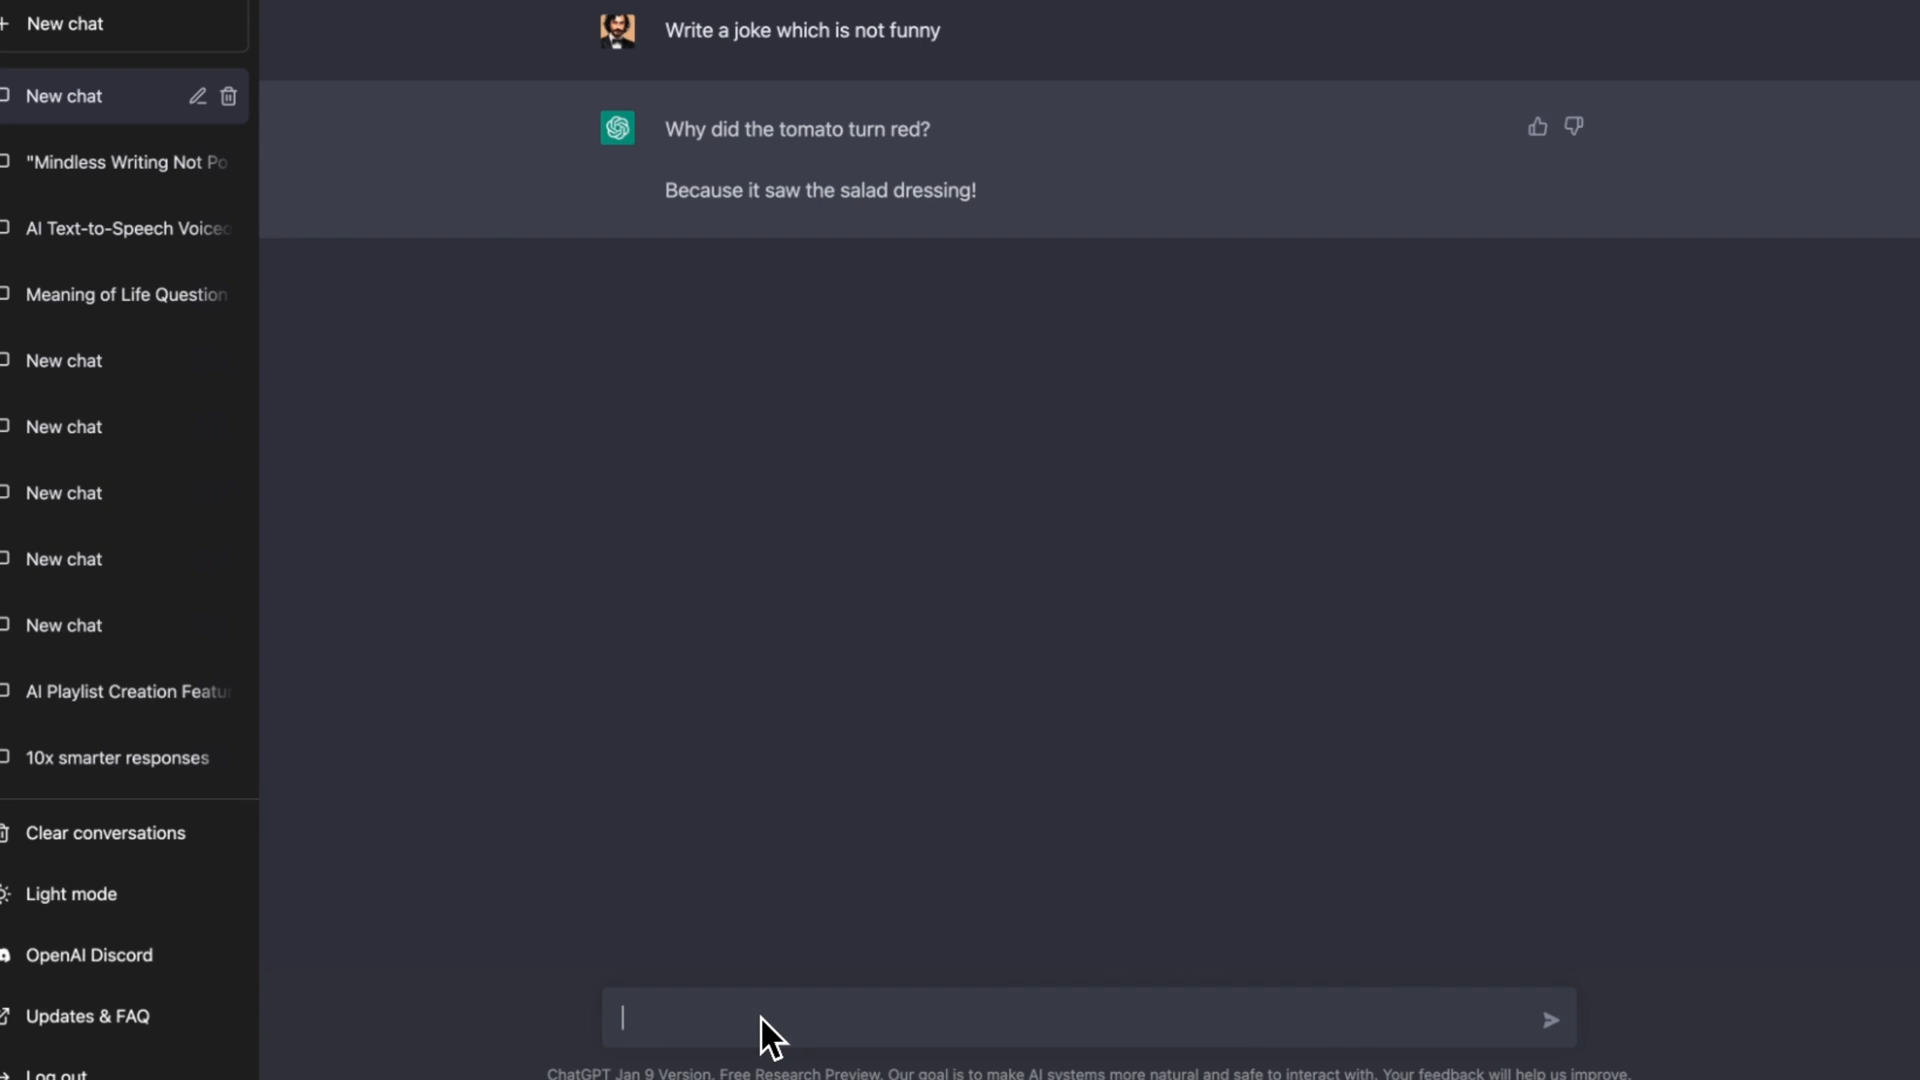 New chat
New chat
"Mindless Writing Not Po
AI Text-to-Speech Voiceo
Meaning of Life Question
New chat
New chat
New chat
New chat
New chat
AI Playlist Creation Featu
10x smarter responses
Clear conversations
Light mode
OpenAI Discord
Updates & FAQ
Log out
Write a joke which is not funny
Why did the tomato turn red?
Because it saw the salad dressing!
ChatGPT Jan 9 Version. Free Research Preview. Our goal is to make AI systems more natural and safe to interact with. Your feedback will help us improve.